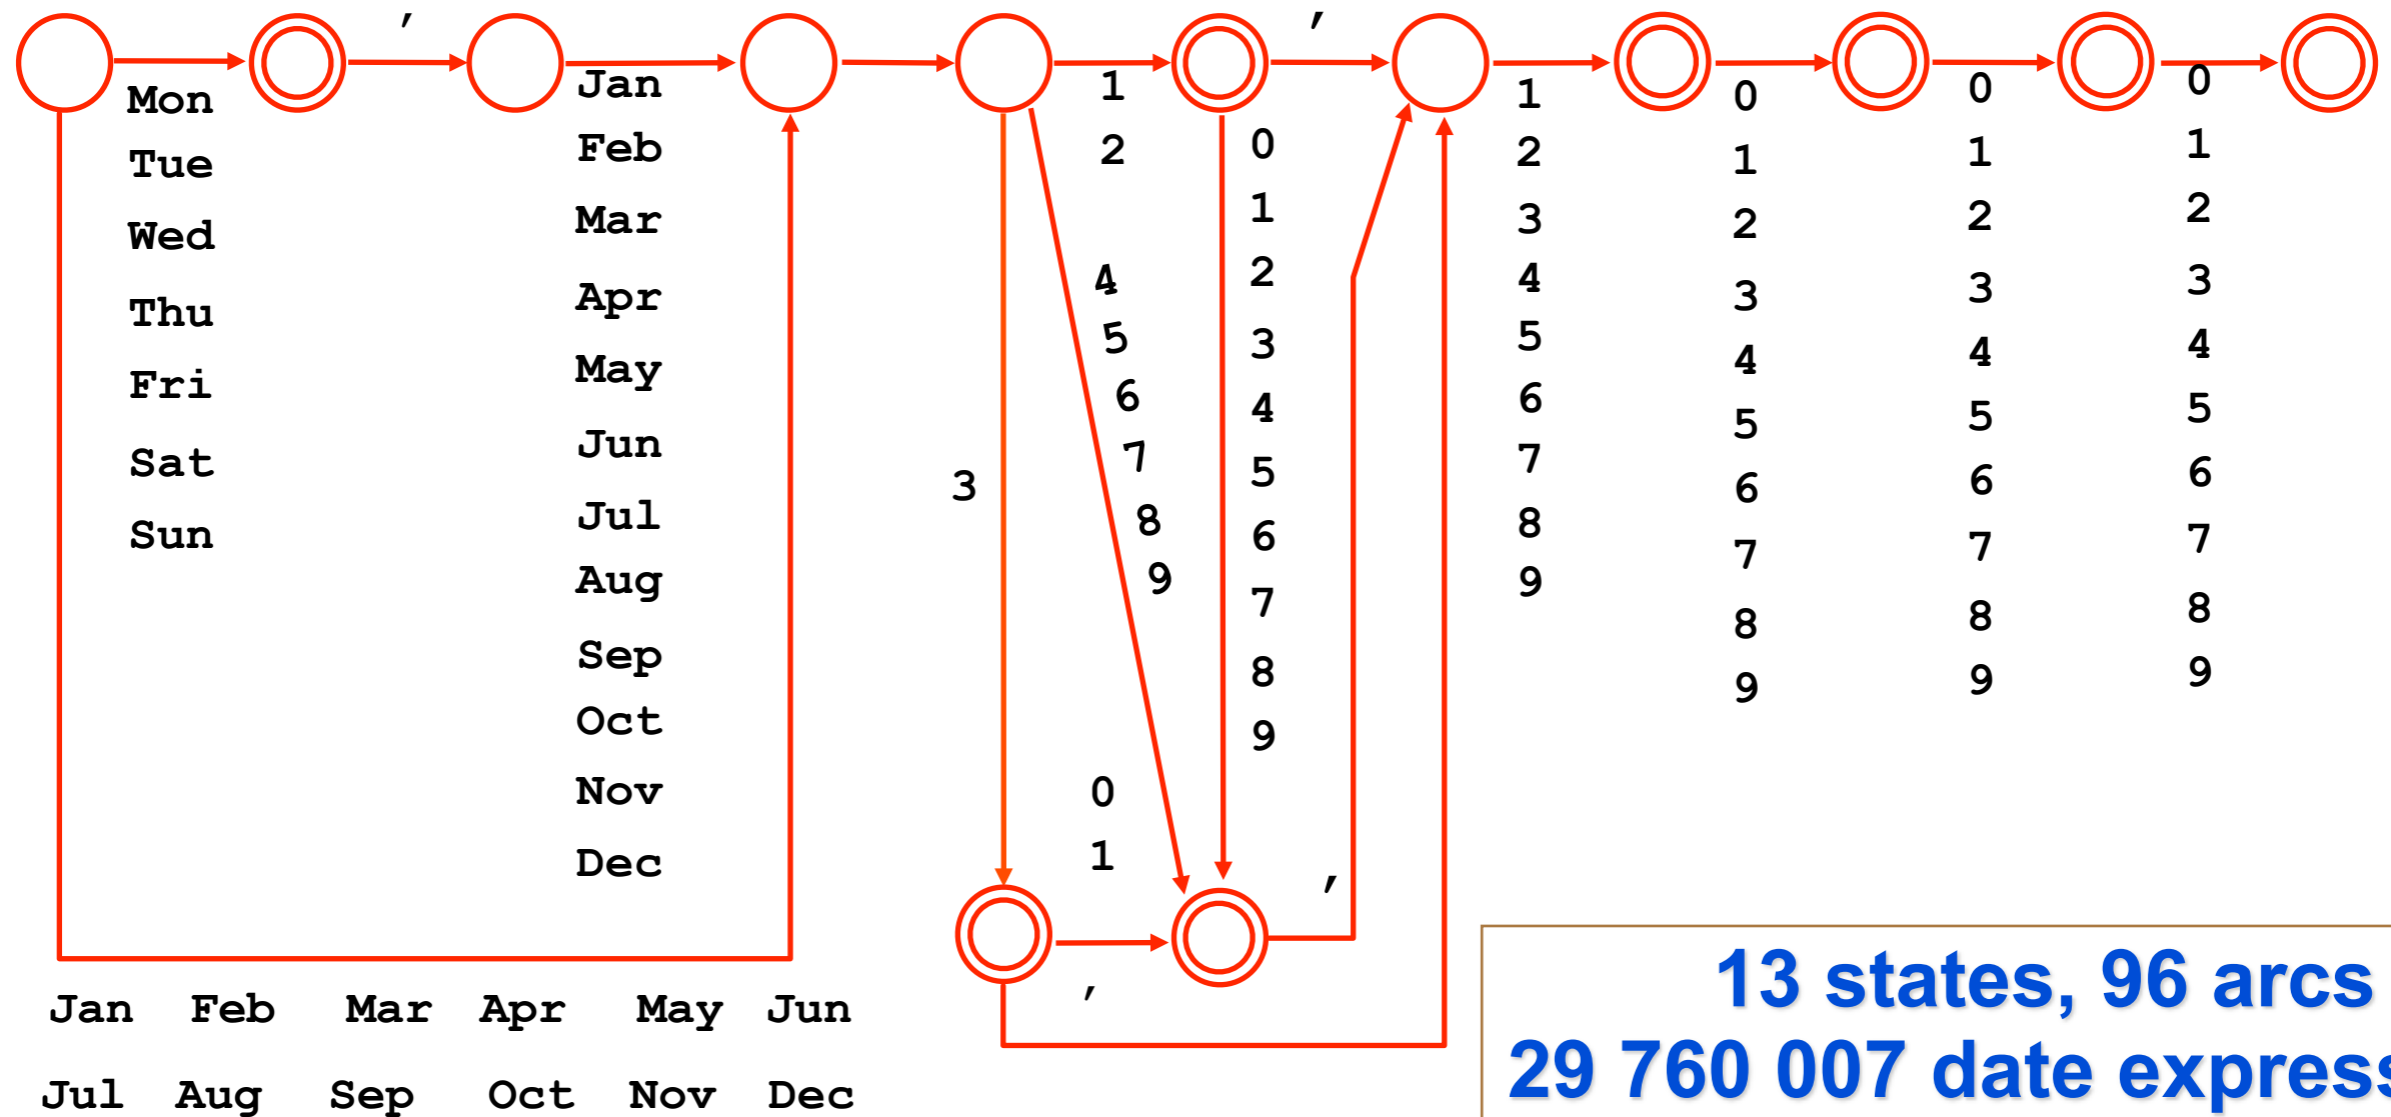 ,
Mon
Tue
Wed
Thu
Fri
Sat
Sun
Jan
Feb
Mar
Apr
May
Jun
Jul
Aug
Sep
Oct
Nov
Dec
Jan Feb Mar Apr May Jun
Jul Aug Sep Oct Nov Dec
3
1
2
4
5
6
7
8
9
0
1
,
,
0
1
2
3
4
5
6
7
8
9
,
1
2
3
4
5
6
7
8
9
0
1
2
3
4
5
6
7
8
9
0
1
2
3
4
5
6
7
8
9
0
1
2
3
4
5
6
7
8
9
13 states, 96 arcs
29 760 007 date express